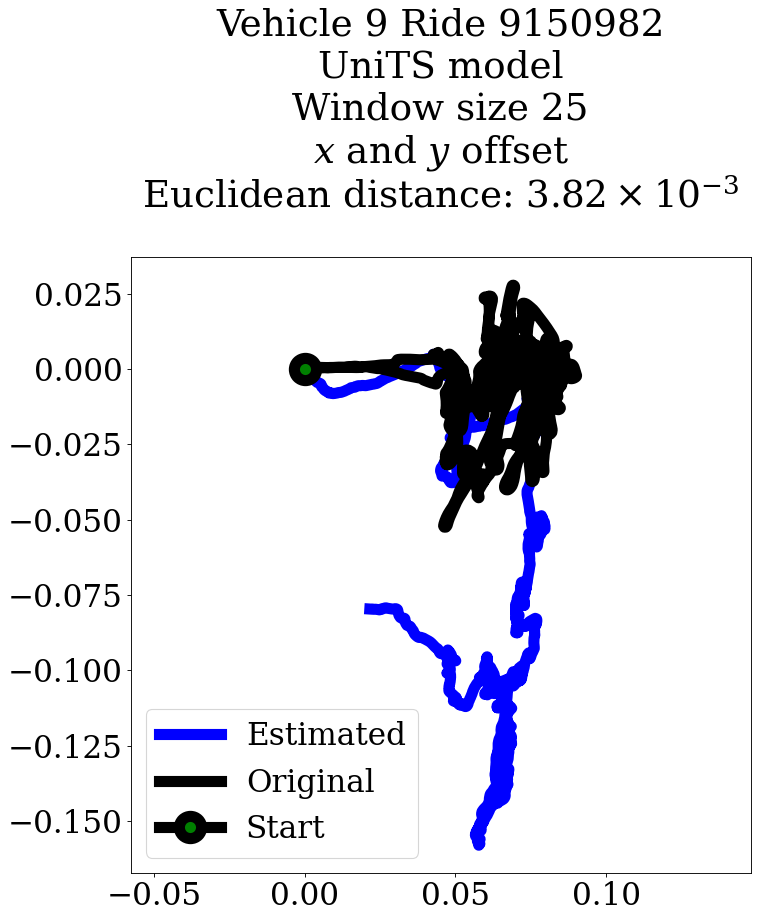 Vehicle 9 Ride 9150982
UniTS model
Window size 25
x and y offset
Euclidean distance: 3.82 × 10⁻³
0.025
0.000
−0.025
−0.050
−0.075
−0.100
−0.125
−0.150
Estimated
Original
Start
−0.05 0.00 0.05 0.10